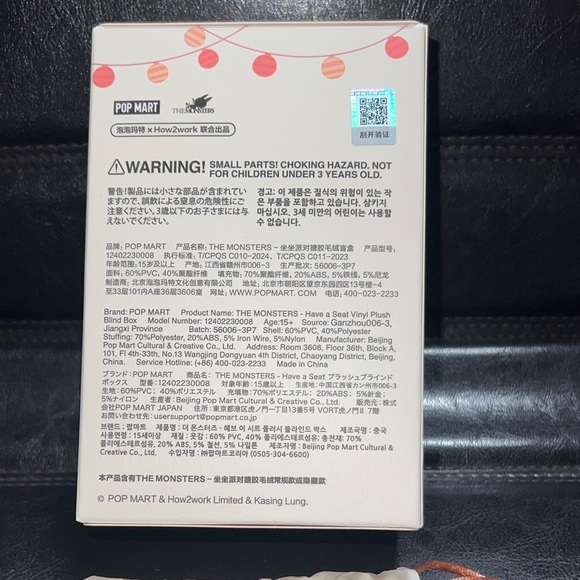 POP MART
THE MONSTERS
泡泡玛特 × How2work 联合出品
刮开验证
WARNING! SMALL PARTS! CHOKING HAZARD. NOT
FOR CHILDREN UNDER 3 YEARS OLD.
警告!製品には小さな部品が含まれてい
ますので、誤飲による窒息の危険性にご
注意ください。3歳以下のお子さまには与
えないでください。
경고: 이 제품은 질식의 위험이 있는 작
은 부품을 포함하고 있습니다. 삼키지
마십시오, 3세 미만의 어린이는 사용할
수 없습니다.
品牌: POP MART 产品名称: THE MONSTERS - 坐坐派对搪胶毛绒盲盒 产品型号:
12402230008 执行标准: T/CPQS C010-2024、T/CPQS C011-2023
年龄范围: 15岁及以上 产地: 江西省赣州市006-3 生产批次: 56006-3P7
面料: 60%PVC, 40%聚酯纤维 填充物: 70%聚酯纤维, 20%ABS, 5%铁线, 5%尼龙
制造商: 北京泡泡玛特文化创意有限公司 地址: 北京市朝阳区望京东园四区13号楼-4
至33层101内A座36层3606室 网址: WWW.POPMART.COM 电话: 400-023-2233
Brand: POP MART Product Name: THE MONSTERS - Have a Seat Vinyl Plush
Blind Box Model Number: 12402230008 Age:15+ Source: Ganzhou006-3,
Jiangxi Province Batch: 56006-3P7 Shell: 60%PVC, 40%Polyester
Stuffing: 70%Polyester, 20%ABS, 5% Iron Wire, 5%Nylon Manufacturer: Beijing
Pop Mart Cultural & Creative Co., Ltd. Address: Room 3606, Floor 36th, Block A,
101, Fl 4th-33th, No.13 Wangjing Dongyuan 4th District, Chaoyang District, Beijing,
China. Service Hotline: (+86) 400-023-2233 Made in China
ブランド: POP MART 商品名: THE MONSTERS - Have a Seat プラッシュブラインド
ボックス 型番: 12402230008 対象年齢: 15歳以上 生産地: 中国江西省カン州市006-3
生地: 60%PVC; 40%ポリエステル 充填物: 70%ポリエステル; 20%ABS; 5%針金;
5%ナイロン 生産者: Beijing Pop Mart Cultural & Creative Co., Ltd. 販売元: 株式
会社POP MART JAPAN 住所: 東京都港区虎ノ門一丁目13番5号 VORT虎ノ門II 7階
お問い合わせ先: usersupport@popmart.co.jp
브랜드: 팝마트 제품명: 더 몬스터즈 - 해브 어 시트 플러시 블라인드 박스 제조국명: 중국
사용연령: 15세이상 재질: 겉감: 60% PVC, 40% 폴리에스테르섬유; 충전재: 70%
폴리에스테르섬유, 20% ABS, 5% 철선, 5% 나일론 제조자명: Beijing Pop Mart Cultural &
Creative Co., Ltd. 수입자명: ㈜팝마트코리아 (0505-304-6600)
本产品含有THE MONSTERS - 坐坐派对搪胶毛绒常规款或隐藏款
© POP MART & How2work Limited & Kasing Lung.